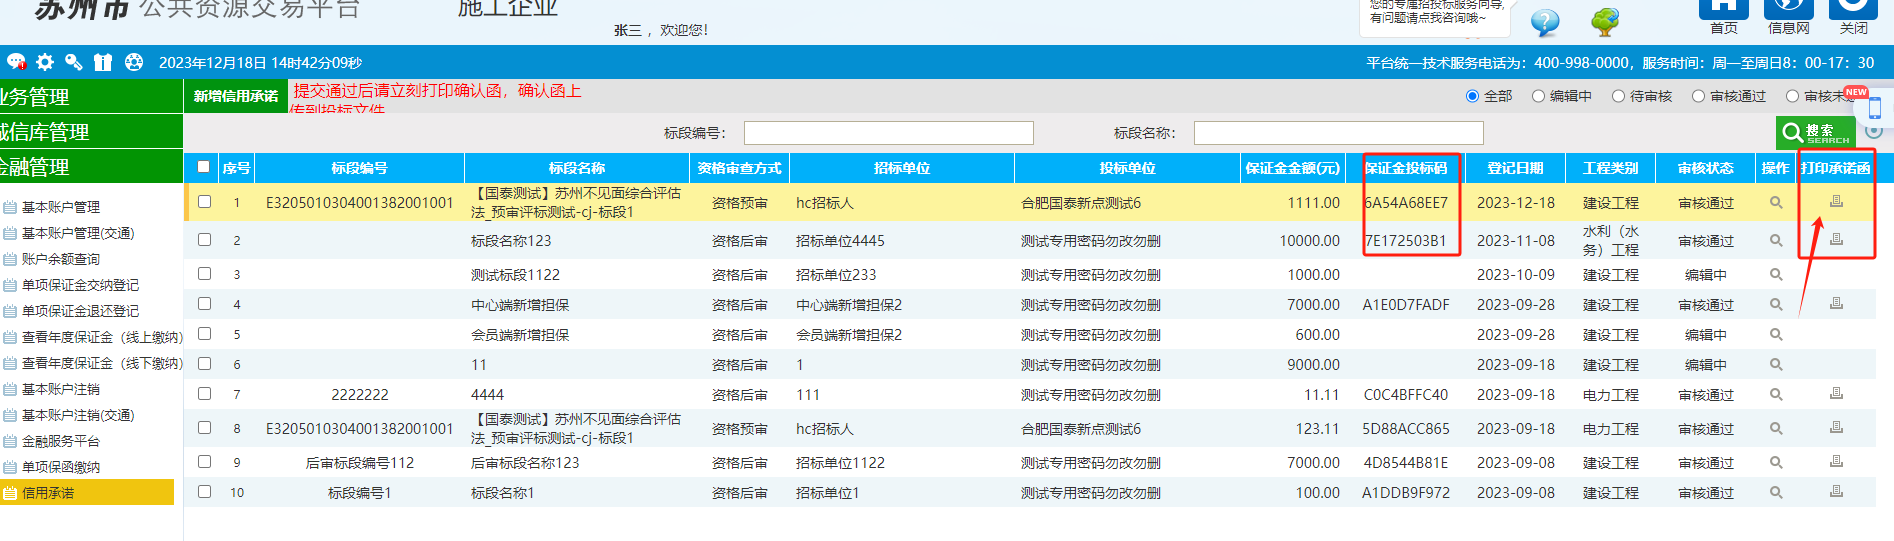 苏州市 公共资源交易平台 施工企业
您的专属招投标服务向导,
有问题请点我咨询哦~
张三 ，欢迎您!
首页 信息网 关闭
2023年12月18日 14时42分09秒 平台统一技术服务电话为：400-998-0000，服务时间：周一至周日8：00-17：30
业务管理
诚信库管理
金融管理
基本账户管理
基本账户管理(交通)
账户余额查询
单项保证金交纳登记
单项保证金退还登记
查看年度保证金（线上缴纳）
查看年度保证金（线下缴纳）
基本账户注销
基本账户注销(交通)
金融服务平台
单项保函缴纳
信用承诺
新增信用承诺 提交通过后请立刻打印确认函，确认函上
传到投标文件
全部 编辑中 待审核 审核通过 审核未 NEW
标段编号： 标段名称： 搜索 SEARCH
序号 标段编号 标段名称 资格审查方式 招标单位 投标单位 保证金金额(元) 保证金投标码 登记日期 工程类别 审核状态 操作 打印承诺函
1 E3205010304001382001001 【国泰测试】苏州不见面综合评估法_预审评标测试-cj-标段1 资格预审 hc招标人 合肥国泰新点测试6 1111.00 6A54A68EE7 2023-12-18 建设工程 审核通过
2 标段名称123 资格后审 招标单位4445 测试专用密码勿改勿删 10000.00 7E172503B1 2023-11-08 水利（水务）工程 审核通过
3 测试标段1122 资格后审 招标单位233 测试专用密码勿改勿删 1000.00 2023-10-09 建设工程 编辑中
4 中心端新增担保 资格后审 中心端新增担保2 测试专用密码勿改勿删 7000.00 A1E0D7FADF 2023-09-28 建设工程 审核通过
5 会员端新增担保 资格后审 会员端新增担保2 测试专用密码勿改勿删 600.00 2023-09-28 建设工程 编辑中
6 11 资格后审 1 测试专用密码勿改勿删 9000.00 2023-09-18 建设工程 编辑中
7 2222222 4444 资格后审 111 测试专用密码勿改勿删 11.11 C0C4BFFC40 2023-09-18 电力工程 审核通过
8 E3205010304001382001001 【国泰测试】苏州不见面综合评估法_预审评标测试-cj-标段1 资格预审 hc招标人 合肥国泰新点测试6 123.11 5D88ACC865 2023-09-18 电力工程 审核通过
9 后审标段编号112 后审标段名称123 资格后审 招标单位1122 测试专用密码勿改勿删 7000.00 4D8544B81E 2023-09-08 建设工程 审核通过
10 标段编号1 标段名称1 资格后审 招标单位1 测试专用密码勿改勿删 100.00 A1DDB9F972 2023-09-08 建设工程 审核通过